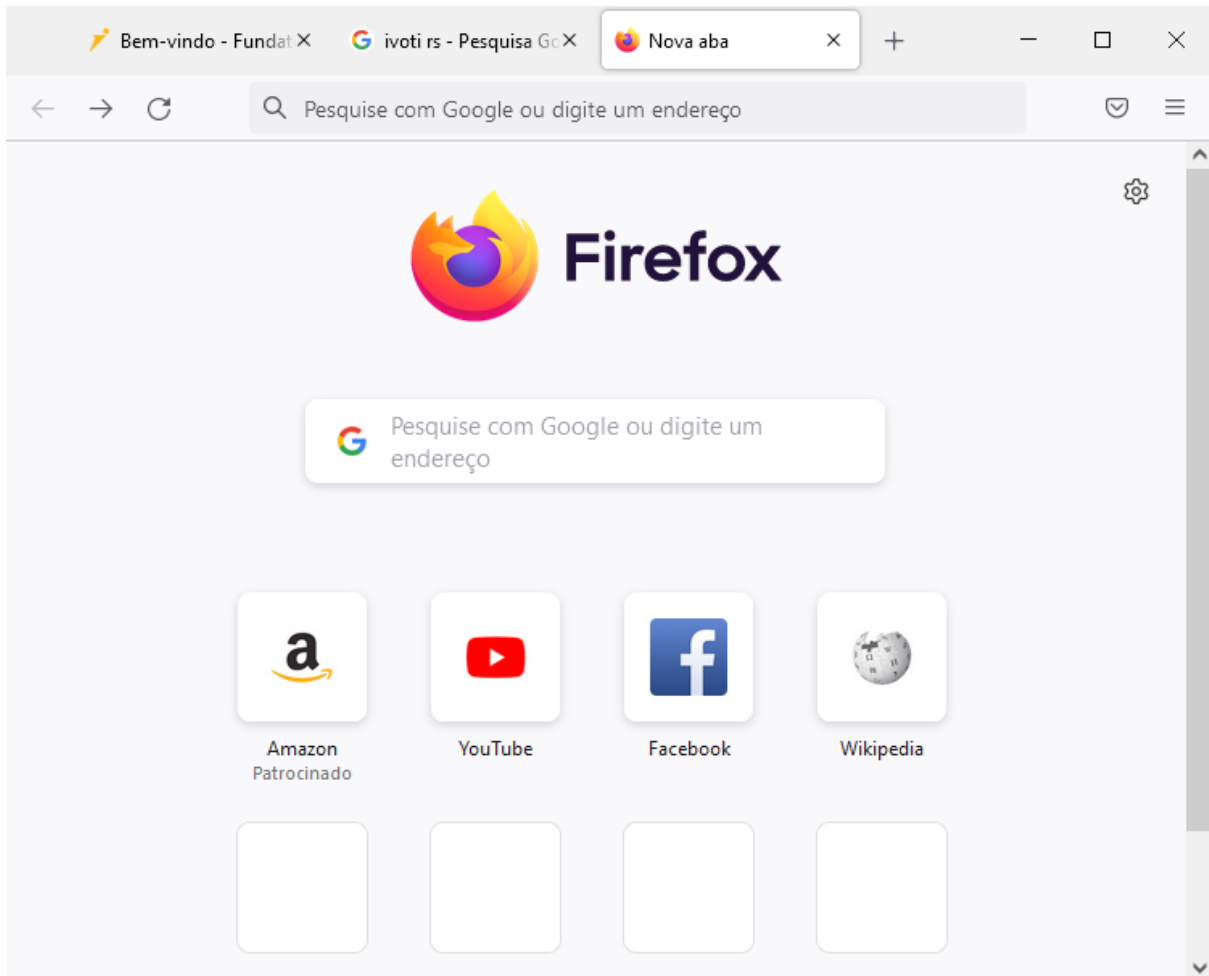 Bem-vindo - Fundat
ivoti rs - Pesquisa Go
Nova aba
Pesquise com Google ou digite um endereço
Firefox
Pesquise com Google ou digite um
endereço
Amazon
Patrocinado
YouTube
Facebook
Wikipedia